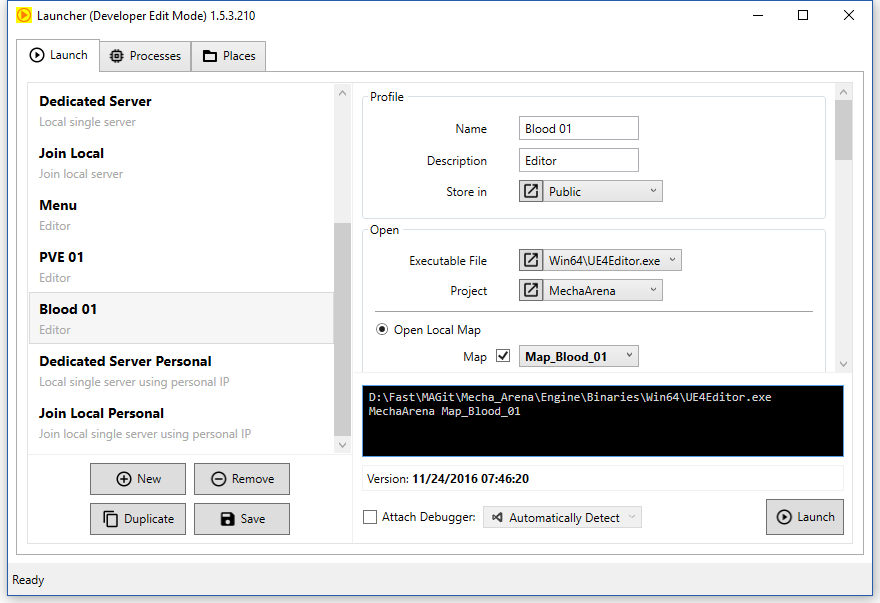 Launcher (Developer Edit Mode) 1.5.3.210
Launch Processes Places
Dedicated Server
Local single server
Join Local
Join local server
Menu
Editor
PVE 01
Editor
Blood 01
Editor
Dedicated Server Personal
Local single server using personal IP
Join Local Personal
Join local single server using personal IP
New Remove
Duplicate Save
Profile
Name Blood 01
Description Editor
Store in Public
Open
Executable File Win64\UE4Editor.exe
Project MechaArena
Open Local Map
Map Map_Blood_01
D:\Fast\MAGit\Mecha_Arena\Engine\Binaries\Win64\UE4Editor.exe
MechaArena Map_Blood_01
Version: 11/24/2016 07:46:20
Attach Debugger: Automatically Detect Launch
Ready